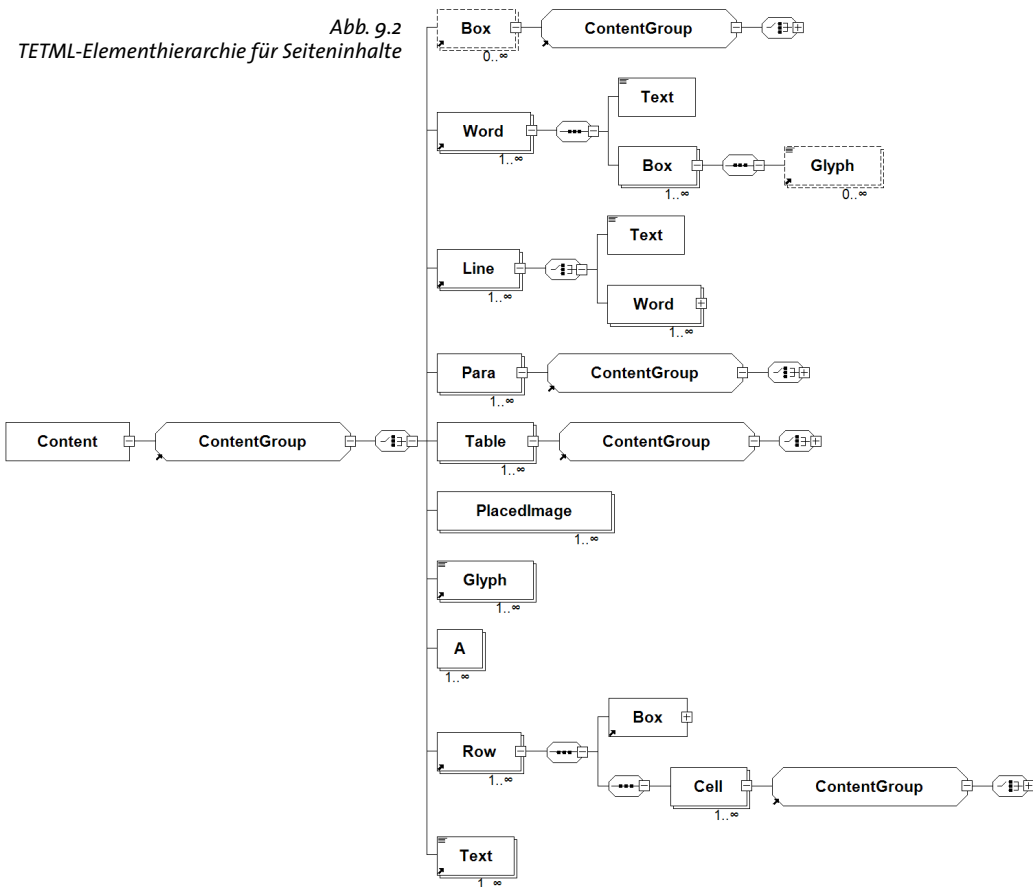 Abb. 9.2
TETML-Elementhierarchie für Seiteninhalte
Box
ContentGroup
0..∞
Word
1..∞
Text
Box
1..∞
Glyph
0..∞
Line
1..∞
Text
Word
1..∞
Para
ContentGroup
1..∞
Content
ContentGroup
Table
ContentGroup
1..∞
PlacedImage
1..∞
Glyph
1..∞
A
1..∞
Row
1..∞
Box
Cell
1..∞
ContentGroup
Text
1..∞